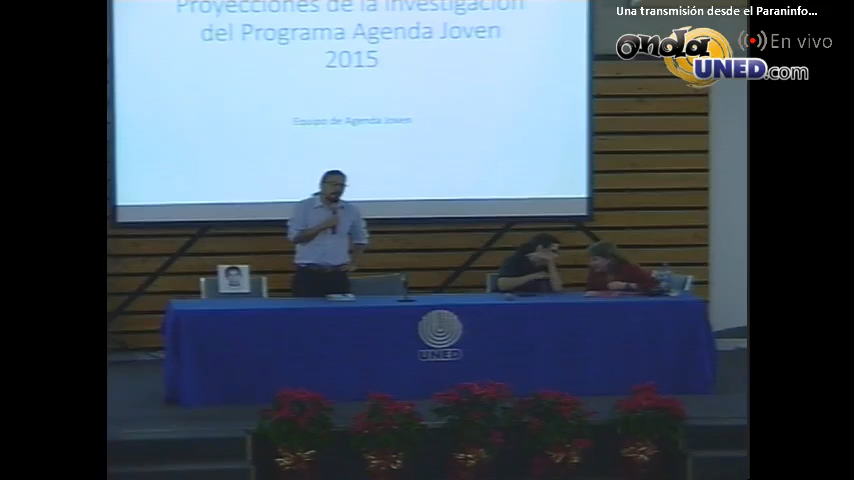 Una transmisión desde el Paraninfo...
onda
UNED.com
En vivo
Proyecciones de la Investigación
del Programa Agenda Joven
2015
Equipo de Agenda Joven
UNED